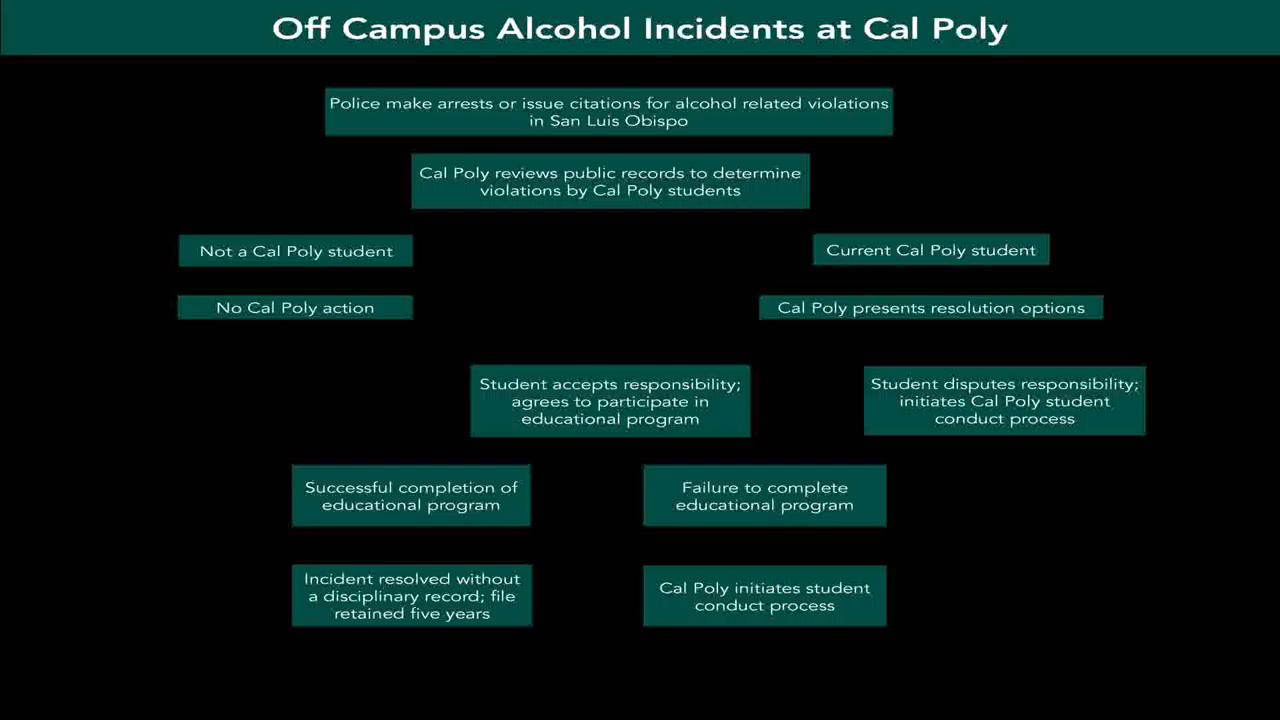 Off Campus Alcohol Incidents at Cal Poly
Police make arrests or issue citations for alcohol related violations
in San Luis Obispo
Cal Poly reviews public records to determine
violations by Cal Poly students
Not a Cal Poly student
Current Cal Poly student
No Cal Poly action
Cal Poly presents resolution options
Student accepts responsibility;
agrees to participate in
educational program
Student disputes responsibility;
initiates Cal Poly student
conduct process
Successful completion of
educational program
Failure to complete
educational program
Incident resolved without
a disciplinary record; file
retained five years
Cal Poly initiates student
conduct process